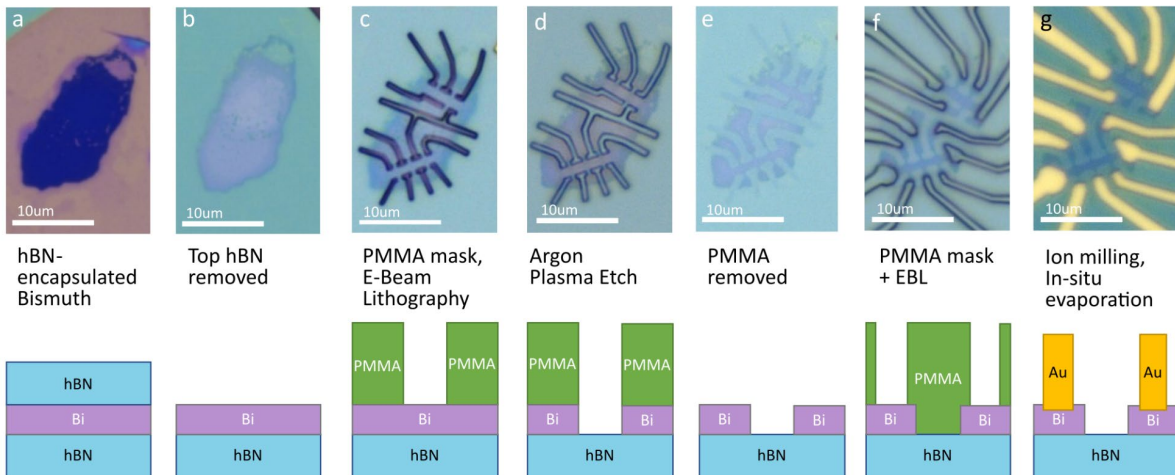 a
b
c
d
e
f
g
10um
10um
10um
10um
10um
10um
10um
hBN-
encapsulated
Bismuth
Top hBN
removed
PMMA mask,
E-Beam
Lithography
Argon
Plasma Etch
PMMA
removed
PMMA mask
+ EBL
Ion milling,
In-situ
evaporation
hBN
Bi
hBN
Bi
hBN
PMMA
PMMA
Bi
hBN
PMMA
PMMA
Bi
Bi
hBN
Bi
Bi
hBN
PMMA
Bi
Bi
hBN
Au
Au
Bi
Bi
hBN